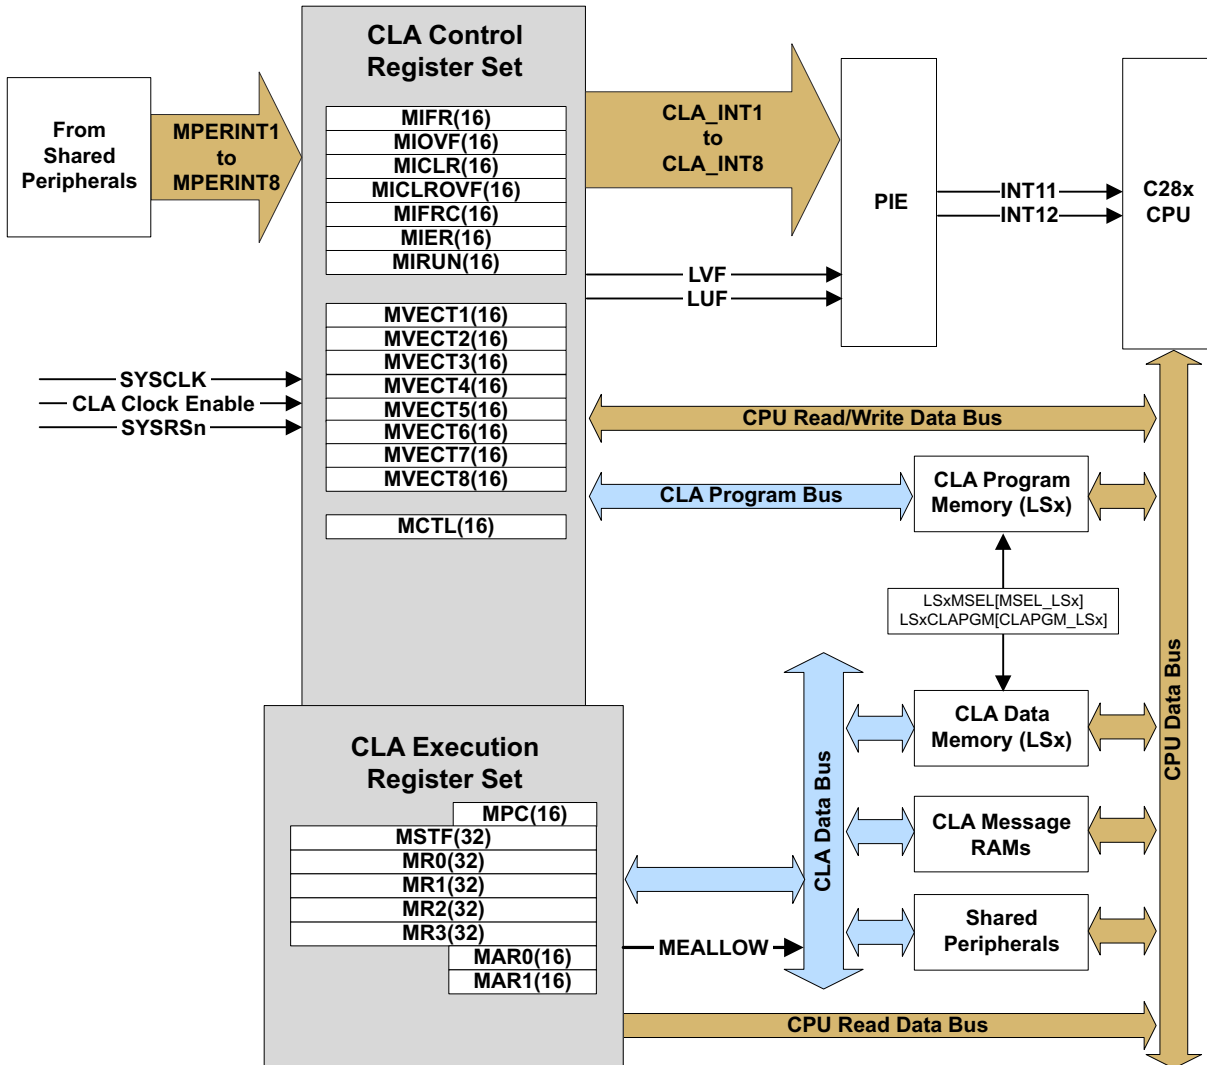 CLA Control
Register Set
From
Shared
Peripherals
MPERINT1
to
MPERINT8
MIFR(16)
MIOVF(16)
MICLR(16)
MICLROVF(16)
MIFRC(16)
MIER(16)
MIRUN(16)
CLA_INT1
to
CLA_INT8
PIE
INT11
INT12
C28x
CPU
LVF
LUF
MVECT1(16)
MVECT2(16)
MVECT3(16)
MVECT4(16)
MVECT5(16)
MVECT6(16)
MVECT7(16)
MVECT8(16)
SYSCLK
CLA Clock Enable
SYSRSn
CPU Read/Write Data Bus
CLA Program Bus
CLA Program
Memory (LSx)
MCTL(16)
LSxMSEL[MSEL_LSx]
LSxCLAPGM[CLAPGM_LSx]
CPU Data Bus
CLA Data Bus
CLA Data
Memory (LSx)
CLA Message
RAMs
Shared
Peripherals
CLA Execution
Register Set
MPC(16)
MSTF(32)
MR0(32)
MR1(32)
MR2(32)
MR3(32)
MAR0(16)
MAR1(16)
MEALLOW
CPU Read Data Bus